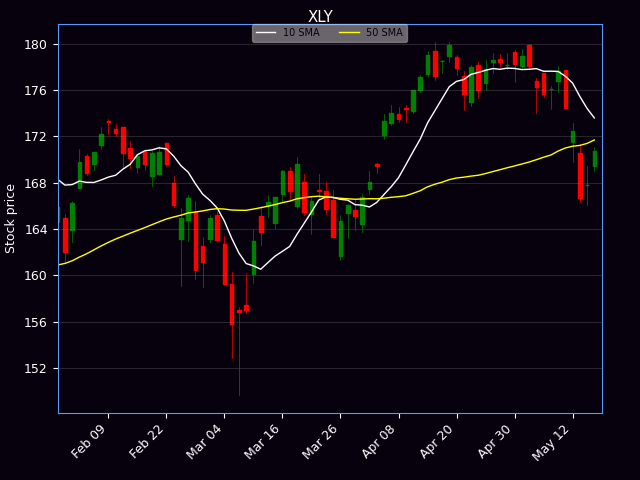 XLY
10 SMA
50 SMA
Stock price
180
176
172
168
164
160
156
152
Feb 09
Feb 22
Mar 04
Mar 16
Mar 26
Apr 08
Apr 20
Apr 30
May 12